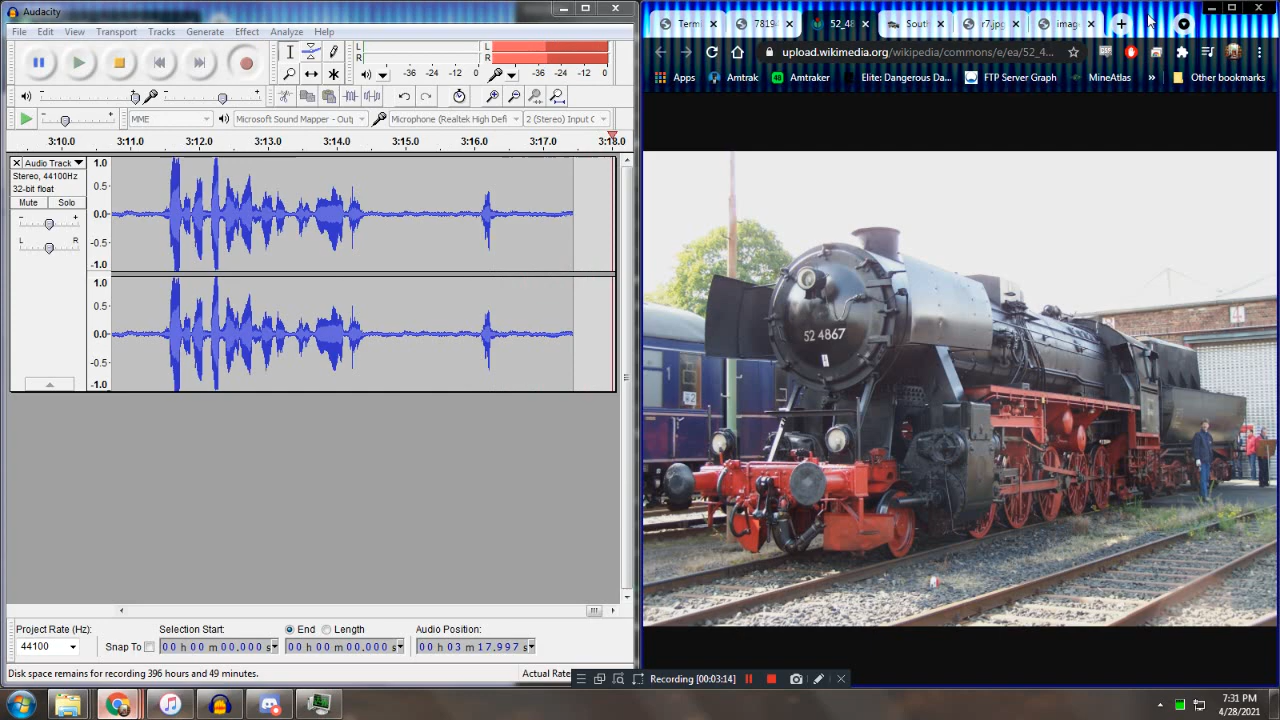 Audacity
File Edit View Transport Tracks Generate Effect Analyze Help
L
R
-36 -24 -12 0
L
R
-36 -24 -12 0
MME
Microsoft Sound Mapper - Outp
Microphone (Realtek High Defi
2 (Stereo) Input C
3:10.0 3:11.0 3:12.0 3:13.0 3:14.0 3:15.0 3:16.0 3:17.0 3:18.0
Audio Track
Stereo, 44100Hz
32-bit float
Mute Solo
- +
L R
1.0
0.5
0.0
-0.5
-1.0
1.0
0.5
0.0
-0.5
-1.0
Project Rate (Hz):
44100
Snap To
Selection Start:
00 h 00 m 00.000 s
End Length
00 h 00 m 00.000 s
Audio Position:
00 h 03 m 17.997 s
Disk space remains for recording 396 hours and 49 minutes.
Actual Rate
Termi
78194
52_48
South
r7.jpg
image
upload.wikimedia.org/wikipedia/commons/e/ea/52_4...
Apps
Amtrak
48
Amtraker
Elite: Dangerous Da...
FTP Server Graph
MineAtlas
»
Other bookmarks
52 4867
Recording [00:03:14]
7:31 PM
4/28/2021